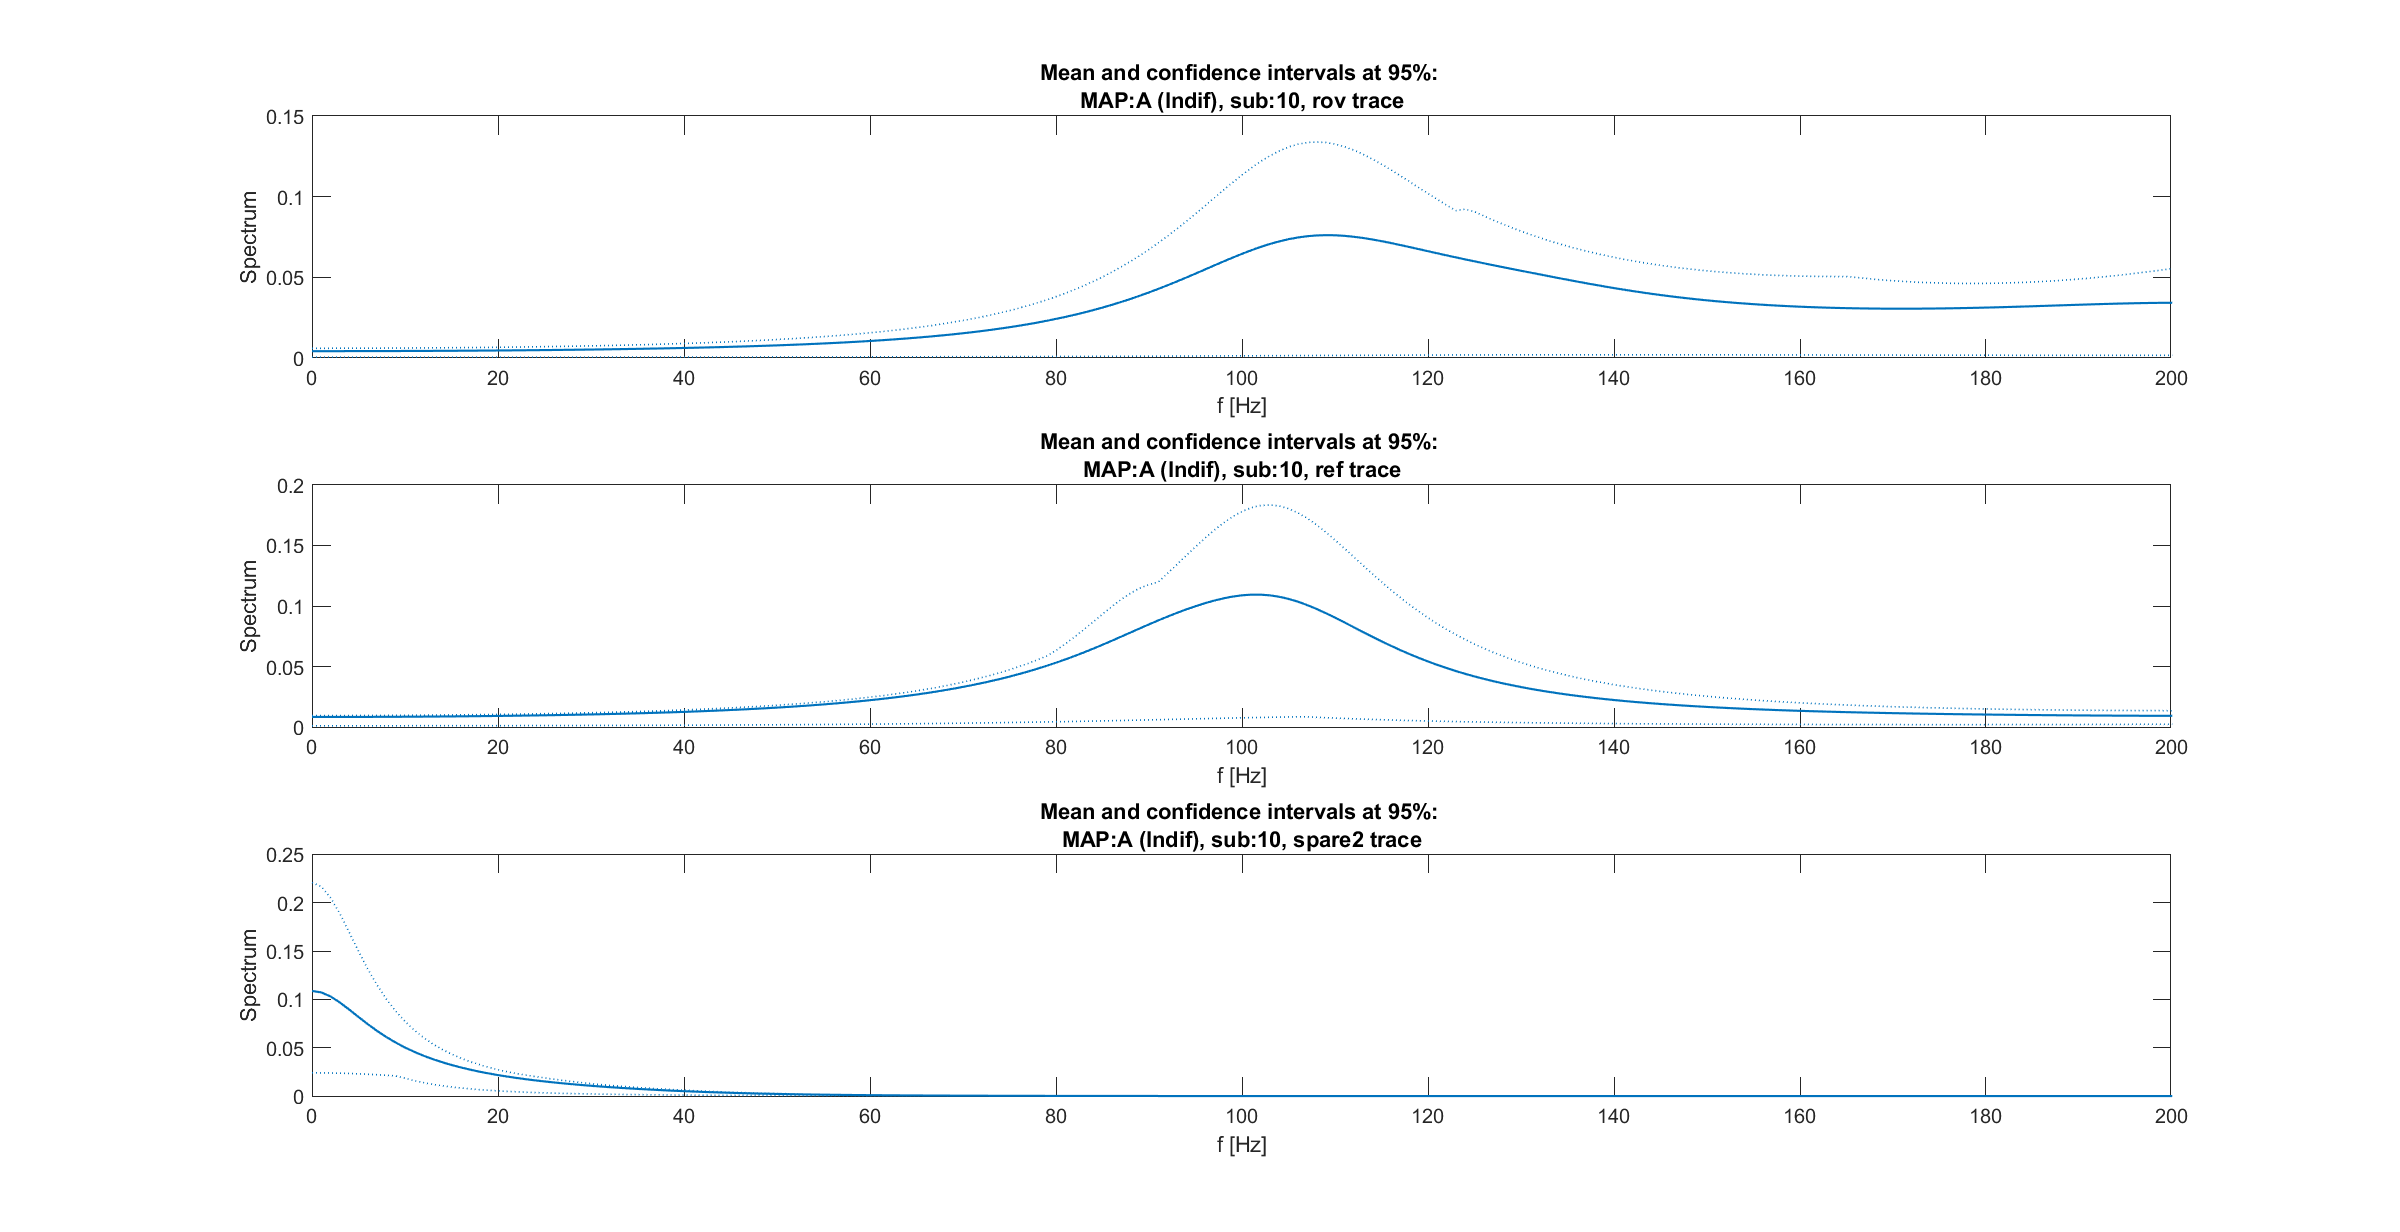 Mean and confidence intervals at 95%:
MAP:A (Indif), sub:10, rov trace
0.15
0.1
0.05
0
Spectrum
0 20 40 60 80 100 120 140 160 180 200
f [Hz]
Mean and confidence intervals at 95%:
MAP:A (Indif), sub:10, ref trace
0.2
0.15
0.1
0.05
0
Spectrum
0 20 40 60 80 100 120 140 160 180 200
f [Hz]
Mean and confidence intervals at 95%:
MAP:A (Indif), sub:10, spare2 trace
0.25
0.2
0.15
0.1
0.05
0
Spectrum
0 20 40 60 80 100 120 140 160 180 200
f [Hz]